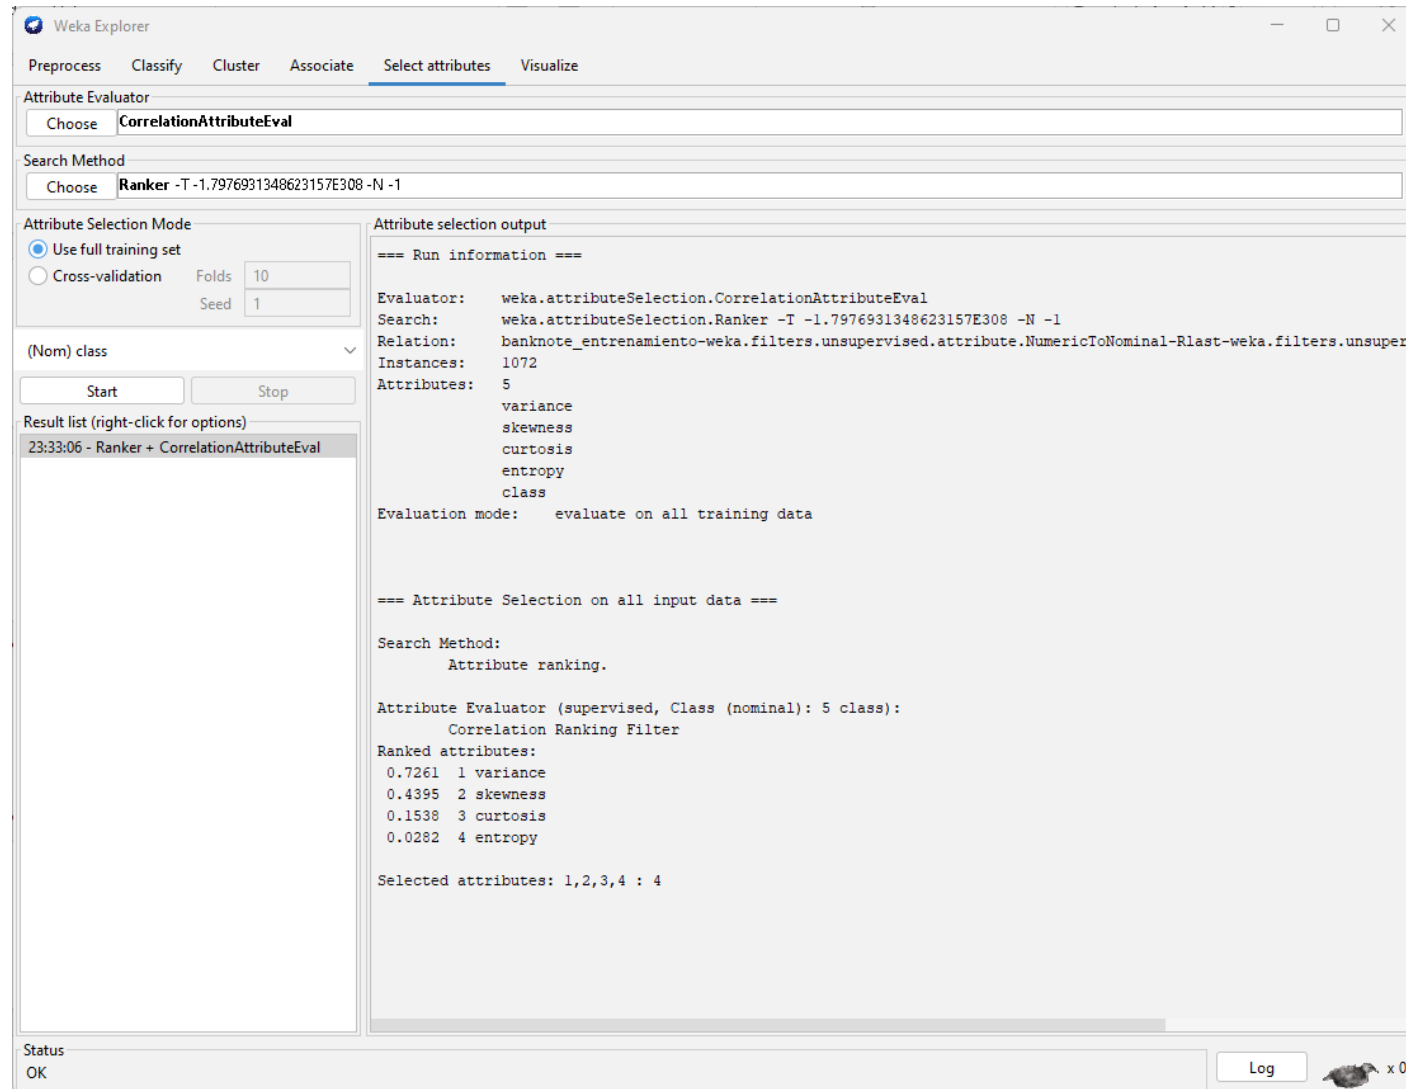 Weka Explorer
Preprocess Classify Cluster Associate Select attributes Visualize
Attribute Evaluator
Choose CorrelationAttributeEval
Search Method
Choose Ranker -T -1.7976931348623157E308 -N -1
Attribute Selection Mode
Use full training set
Cross-validation Folds 10
Seed 1
(Nom) class
Start Stop
Result list (right-click for options)
23:33:06 - Ranker + CorrelationAttributeEval
Attribute selection output
=== Run information ===
Evaluator: weka.attributeSelection.CorrelationAttributeEval
Search: weka.attributeSelection.Ranker -T -1.7976931348623157E308 -N -1
Relation: banknote_entrenamiento-weka.filters.unsupervised.attribute.NumericToNominal-Rlast-weka.filters.unsuper
Instances: 1072
Attributes: 5
variance
skewness
curtosis
entropy
class
Evaluation mode: evaluate on all training data
=== Attribute Selection on all input data ===
Search Method:
Attribute ranking.
Attribute Evaluator (supervised, Class (nominal): 5 class):
Correlation Ranking Filter
Ranked attributes:
0.7261 1 variance
0.4395 2 skewness
0.1538 3 curtosis
0.0282 4 entropy
Selected attributes: 1,2,3,4 : 4
Status
OK
Log
x 0